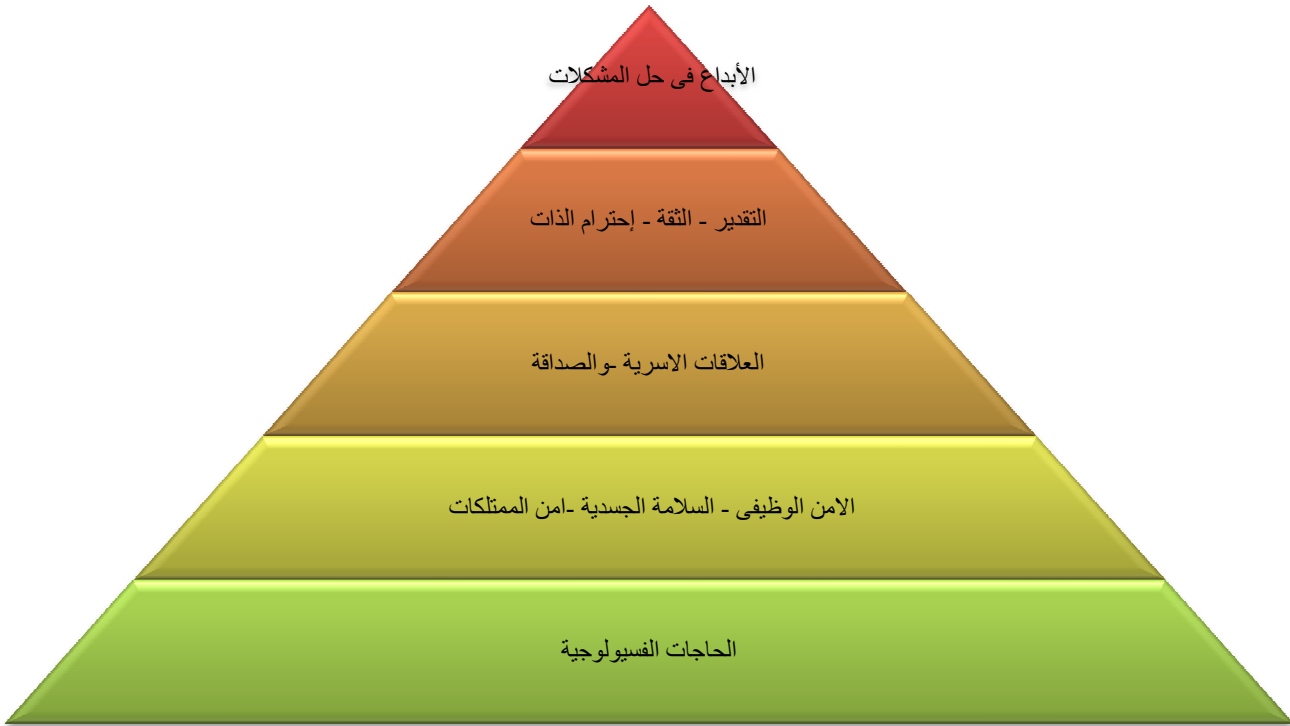 الأبداع فى حل المشكلات
التقدير - الثقة - إحترام الذات
العلاقات الاسرية -والصداقة
الامن الوظيفى - السلامة الجسدية -امن الممتلكات
الحاجات الفسيولوجية